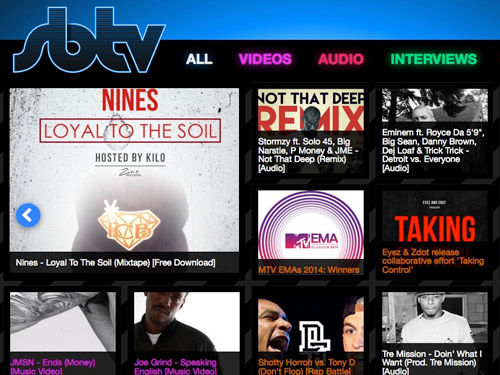 sbtv
ALL VIDEOS AUDIO INTERVIEWS
NINES
LOYAL TO THE SOIL
HOSTED BY KILO
Nines - Loyal To The Soil (Mixtape) [Free Download]
NOT THAT DEEP
REMIX
Stormzy ft. Solo 45, Big
Narstie, P Money & JME -
Not That Deep (Remix)
[Audio]
Eminem ft. Royce Da 5'9",
Big Sean, Danny Brown,
Dej Loaf & Trick Trick -
Detroit vs. Everyone
[Audio]
MTV EMA
MTV EMAs 2014: Winners
EYEZ AND ZDOT
PRESENT
TAKING
Eyez & Zdot release
collaborative effort 'Taking
Control'
JMSN - Ends (Money)
[Music Video]
Joe Grind - Speaking
English [Music Video]
Shotty Horroh vs. Tony D
(Don't Flop) [Rap Battle]
Tre Mission - Doin' What I
Want (Prod. Tre Mission)
[Audio]